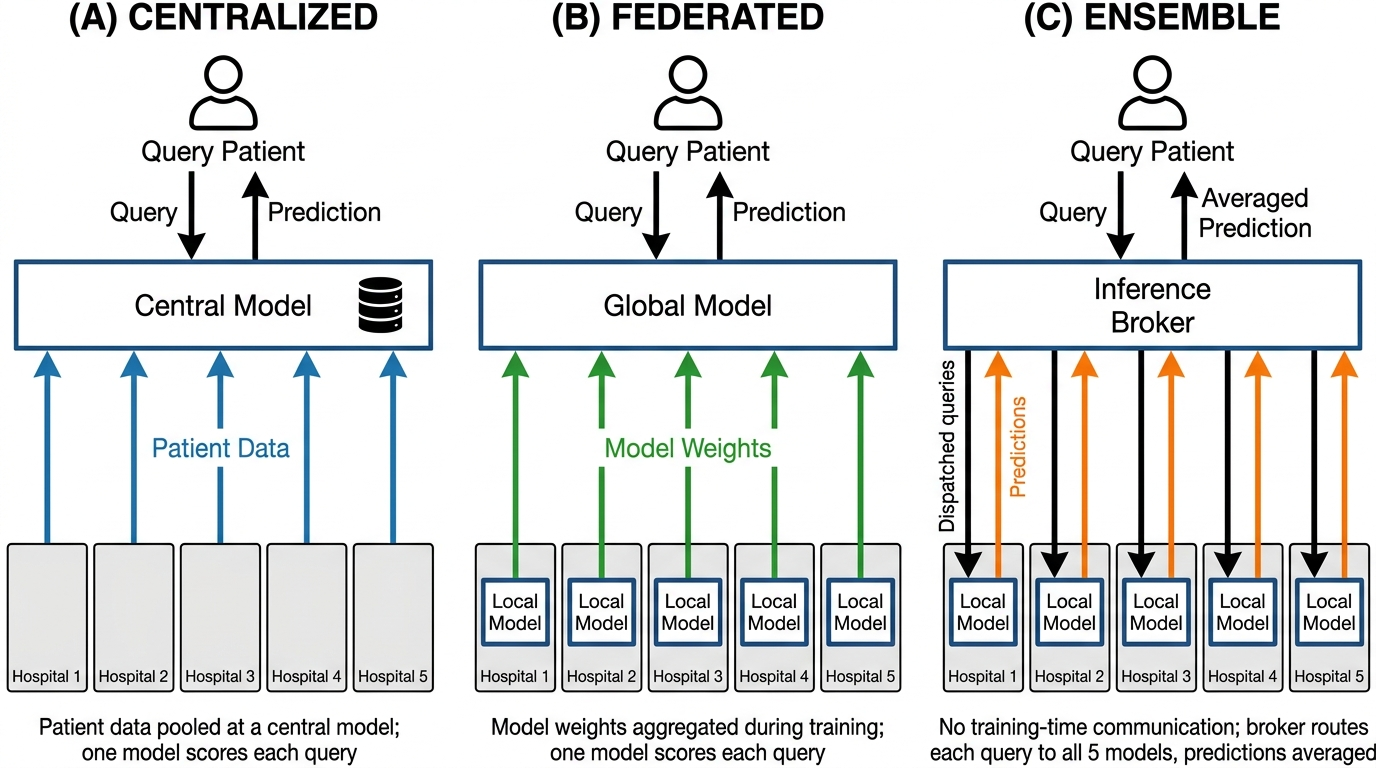 (A) CENTRALIZED
Query Patient
Query
Prediction
Central Model
Patient Data
Hospital 1
Hospital 2
Hospital 3
Hospital 4
Hospital 5
Patient data pooled at a central model;
one model scores each query
(B) FEDERATED
Query Patient
Query
Prediction
Global Model
Model Weights
Local
Model
Local
Model
Local
Model
Local
Model
Local
Model
Hospital 1
Hospital 2
Hospital 3
Hospital 4
Hospital 5
Model weights aggregated during training;
one model scores each query
(C) ENSEMBLE
Query Patient
Query
Averaged
Prediction
Inference
Broker
Dispatched queries
Predictions
Local
Model
Local
Model
Local
Model
Local
Model
Local
Model
Hospital 1
Hospital 2
Hospital 3
Hospital 4
Hospital 5
No training-time communication; broker routes
each query to all 5 models, predictions averaged